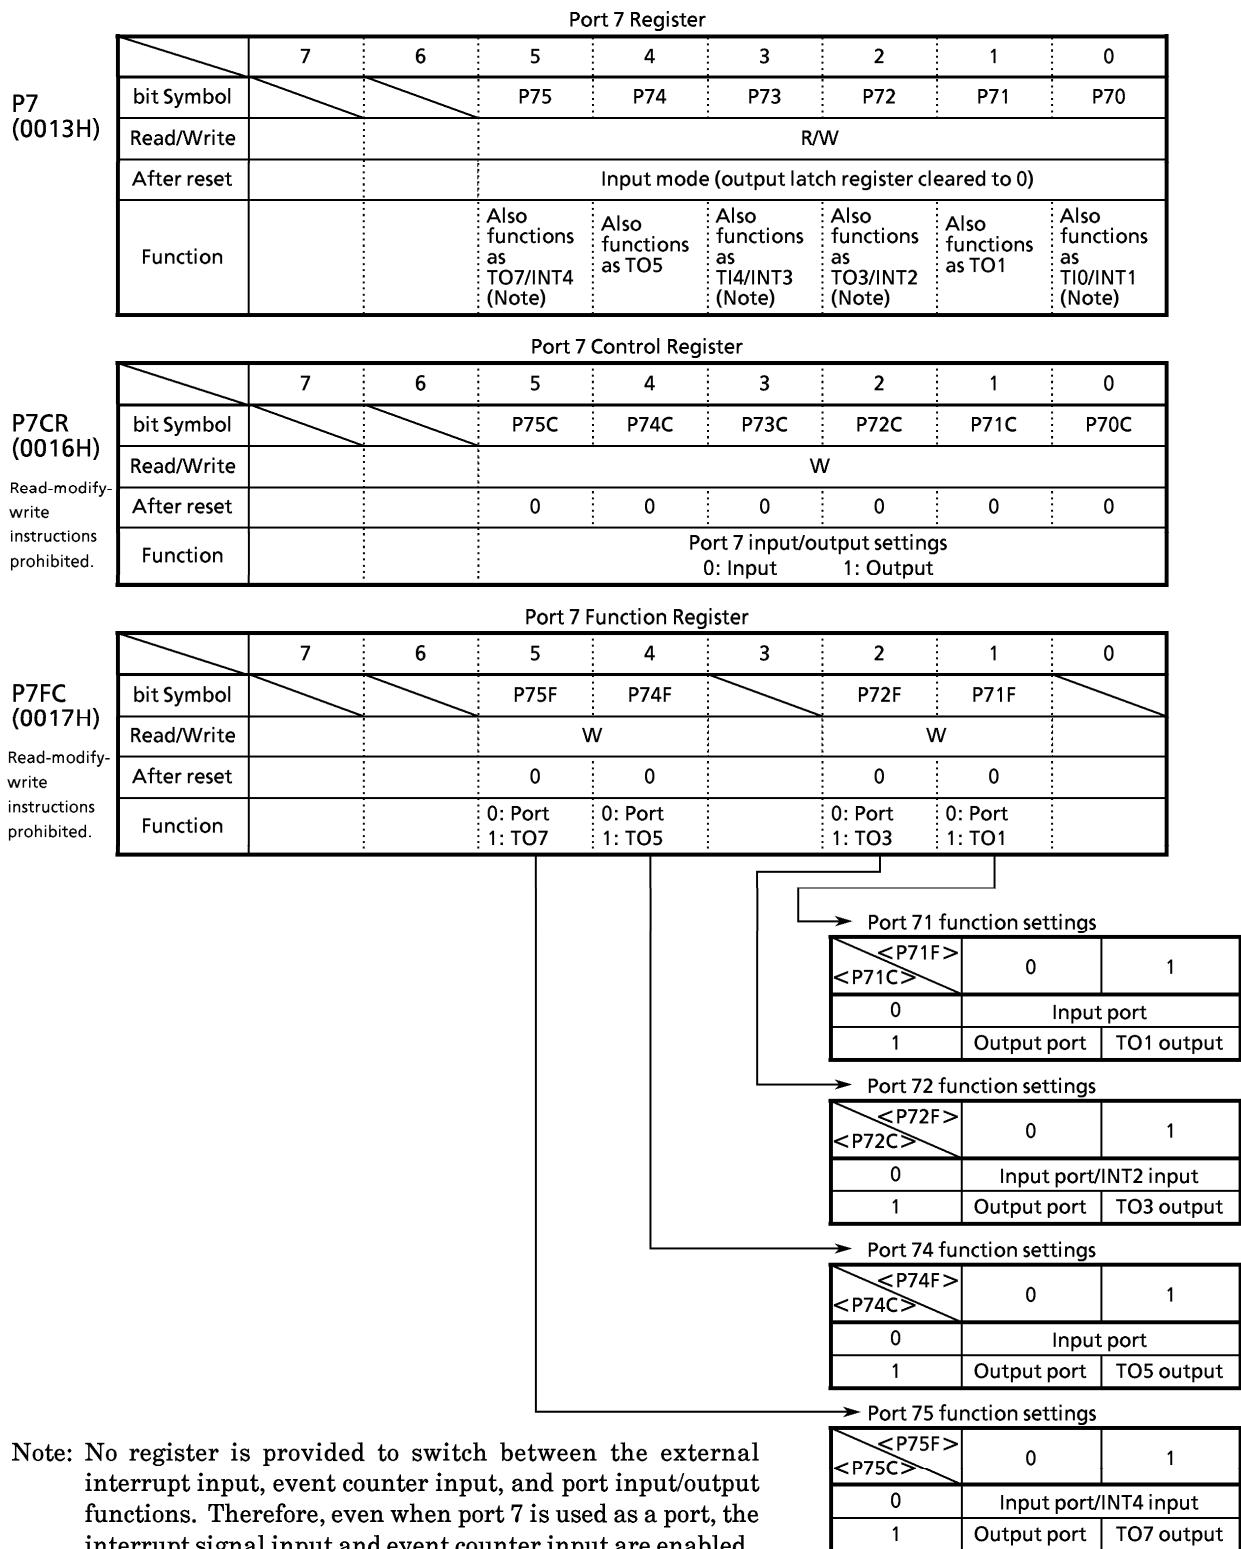 Port 7 Register
7 6 5 4 3 2 1 0
P7
(0013H)
bit Symbol P75 P74 P73 P72 P71 P70
Read/Write R/W
After reset Input mode (output latch register cleared to 0)
Function
Also functions as TO7/INT4 (Note)
Also functions as TO5
Also functions as TI4/INT3 (Note)
Also functions as TO3/INT2 (Note)
Also functions as TO1
Also functions as TI0/INT1 (Note)
Port 7 Control Register
7 6 5 4 3 2 1 0
P7CR
(0016H)
Read-modify-
write
instructions
prohibited.
bit Symbol P75C P74C P73C P72C P71C P70C
Read/Write W
After reset 0 0 0 0 0 0
Function
Port 7 input/output settings
0: Input 1: Output
Port 7 Function Register
7 6 5 4 3 2 1 0
P7FC
(0017H)
Read-modify-
write
instructions
prohibited.
bit Symbol P75F P74F P72F P71F
Read/Write W W
After reset 0 0 0 0
Function
0: Port 0: Port 0: Port 0: Port
1: TO7 1: TO5 1: TO3 1: TO1
Port 71 function settings
<P71F> 0 1
<P71C>
0 Input port
1 Output port TO1 output
Port 72 function settings
<P72F> 0 1
<P72C>
0 Input port/INT2 input
1 Output port TO3 output
Port 74 function settings
<P74F> 0 1
<P74C>
0 Input port
1 Output port TO5 output
Port 75 function settings
<P75F> 0 1
<P75C>
0 Input port/INT4 input
1 Output port TO7 output
Note: No register is provided to switch between the external
interrupt input, event counter input, and port input/output
functions. Therefore, even when port 7 is used as a port, the
interrupt signal input and event counter input are enabled.